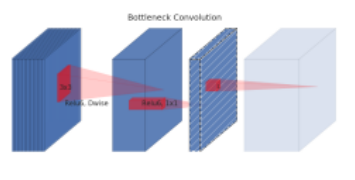 Bottleneck Convolution
3x3
Relu6, Dwise
Relu6, 1x1